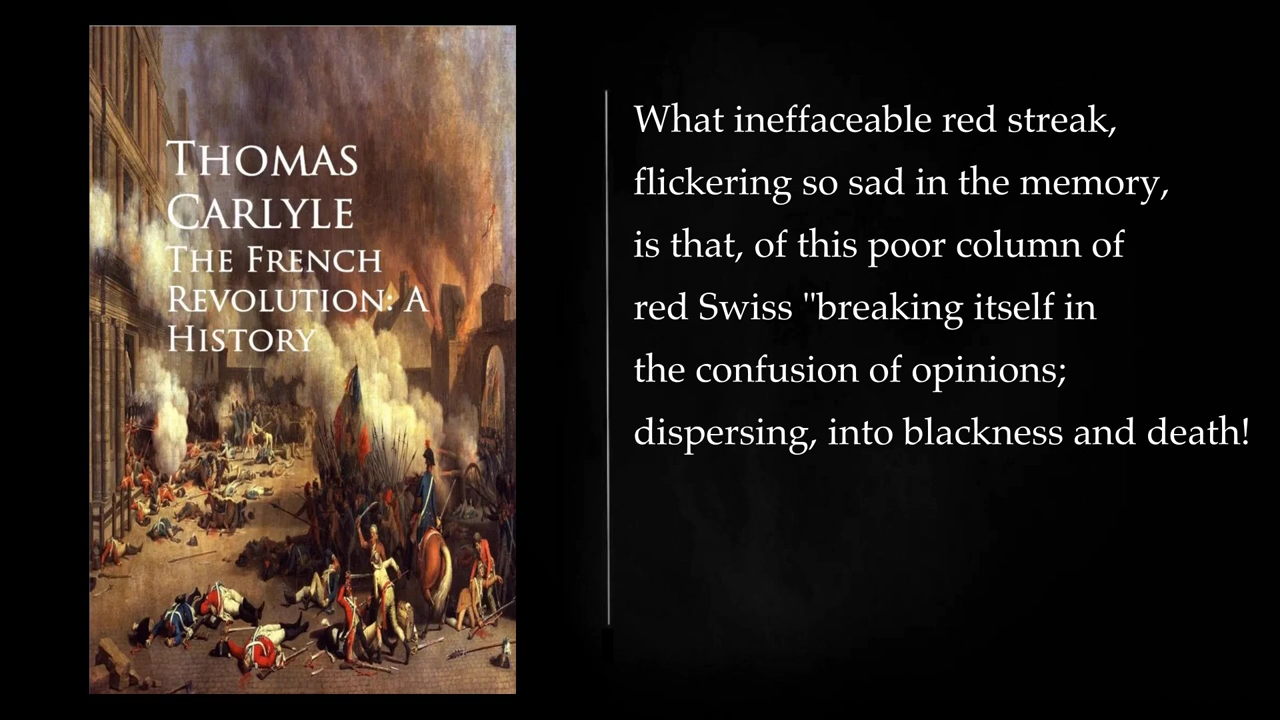 THOMAS
CARLYLE
THE FRENCH
REVOLUTION: A
HISTORY
What ineffaceable red streak,
flickering so sad in the memory,
is that, of this poor column of
red Swiss "breaking itself in
the confusion of opinions;
dispersing, into blackness and death!